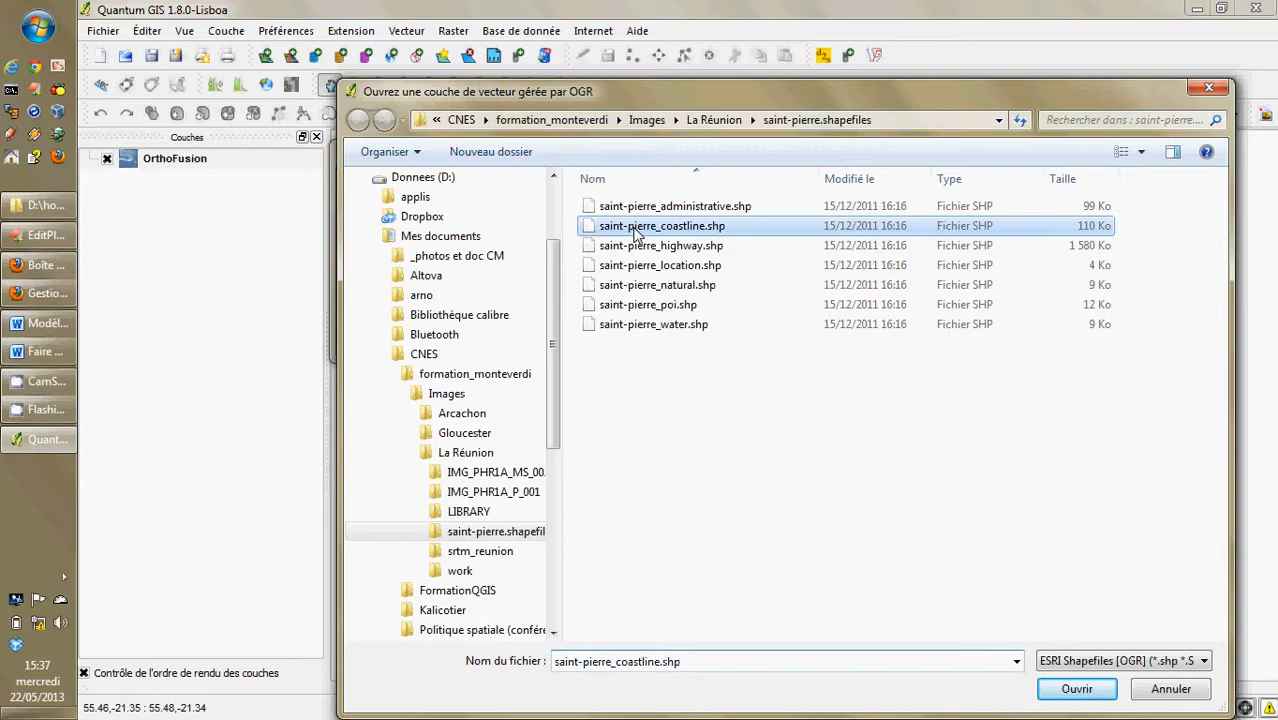 Quantum GIS 1.8.0-Lisboa
Fichier Éditer Vue Couche Préférences Extension Vecteur Raster Base de donnée Internet Aide
Ouvrez une couche de vecteur gérée par OGR
Couches
« CNES formation_monteverdi Images La Réunion saint-pierre.shapefiles
Rechercher dans : saint-pierre....
Organiser Nouveau dossier
OrthoFusion
Nom Modifié le Type Taille
Donnees (D:)
applis
Dropbox
Mes documents
_photos et doc CM
Altova
arno
Bibliothèque calibre
Bluetooth
CNES
formation_monteverdi
Images
Arcachon
Gloucester
La Réunion
IMG_PHR1A_MS_00.
IMG_PHR1A_P_001
LIBRARY
saint-pierre.shapefil
srtm_reunion
work
FormationQGIS
Kalicotier
Politique spatiale (confére
saint-pierre_administrative.shp 15/12/2011 16:16 Fichier SHP 99 Ko
saint-pierre_coastline.shp 15/12/2011 16:16 Fichier SHP 110 Ko
saint-pierre_highway.shp 15/12/2011 16:16 Fichier SHP 1 580 Ko
saint-pierre_location.shp 15/12/2011 16:16 Fichier SHP 4 Ko
saint-pierre_natural.shp 15/12/2011 16:16 Fichier SHP 9 Ko
saint-pierre_poi.shp 15/12/2011 16:16 Fichier SHP 12 Ko
saint-pierre_water.shp 15/12/2011 16:16 Fichier SHP 9 Ko
Nom du fichier : saint-pierre_coastline.shp ESRI Shapefiles [OGR] (*.shp *.S
Ouvrir Annuler
D:\ho...
EditPl...
Boîte ...
Gestio...
Modèl...
Faire ...
CamS...
Flashi...
Quant...
15:37
mercredi
22/05/2013
Contrôle de l'ordre de rendu des couches
55.46,-21.35 : 55.48,-21.34